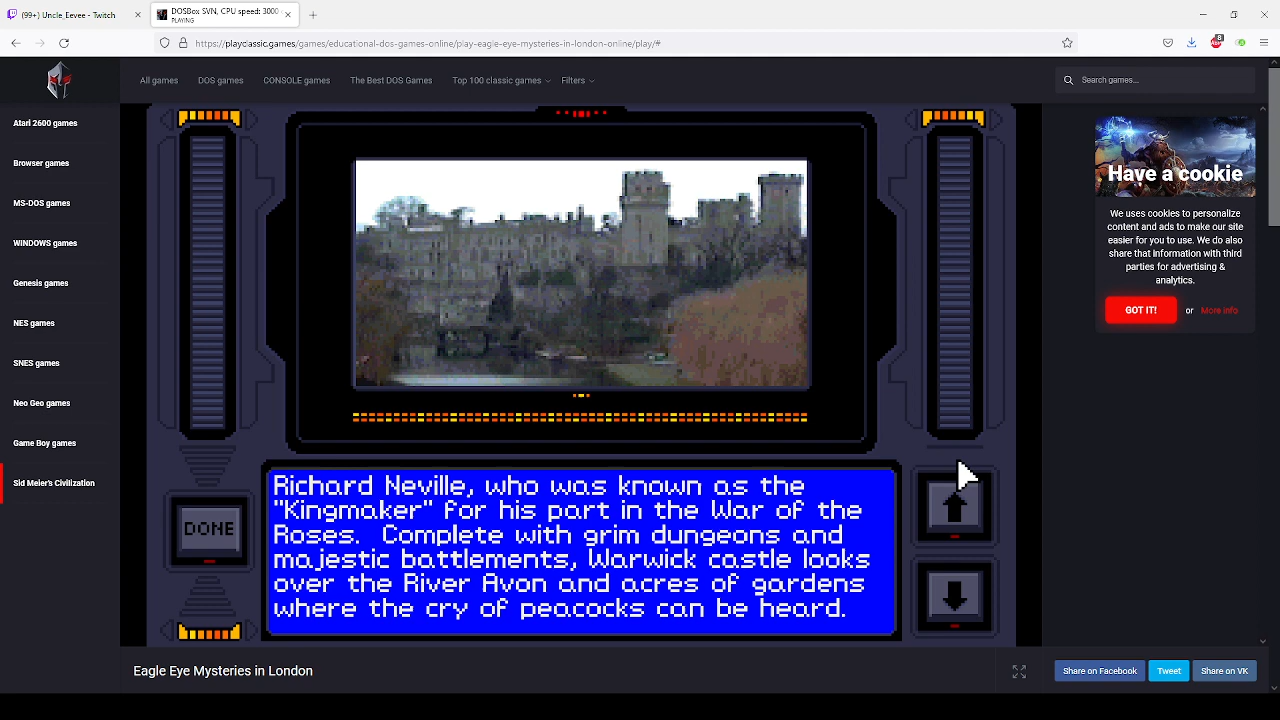 (99+) Uncle_Eevee - Twitch
DOSBox SVN, CPU speed: 3000
PLAYING
https://playclassic.games/games/educational-dos-games-online/play-eagle-eye-mysteries-in-london-online/play/#
8
All games
DOS games
CONSOLE games
The Best DOS Games
Top 100 classic games
Filters
Search games...
Atari 2600 games
Browser games
MS-DOS games
WINDOWS games
Genesis games
NES games
SNES games
Neo Geo games
Game Boy games
Sid Meier's Civilization
Have a cookie
We uses cookies to personalize
content and ads to make our site
easier for you to use. We do also
share that information with third
parties for advertising &
analytics.
GOT IT!
or
More info
DONE
Richard Neville, who was known as the
"Kingmaker" for his part in the War of the
Roses.  Complete with grim dungeons and
majestic battlements, Warwick castle looks
over the River Avon and acres of gardens
where the cry of peacocks can be heard.
Eagle Eye Mysteries in London
Share on Facebook
Tweet
Share on VK